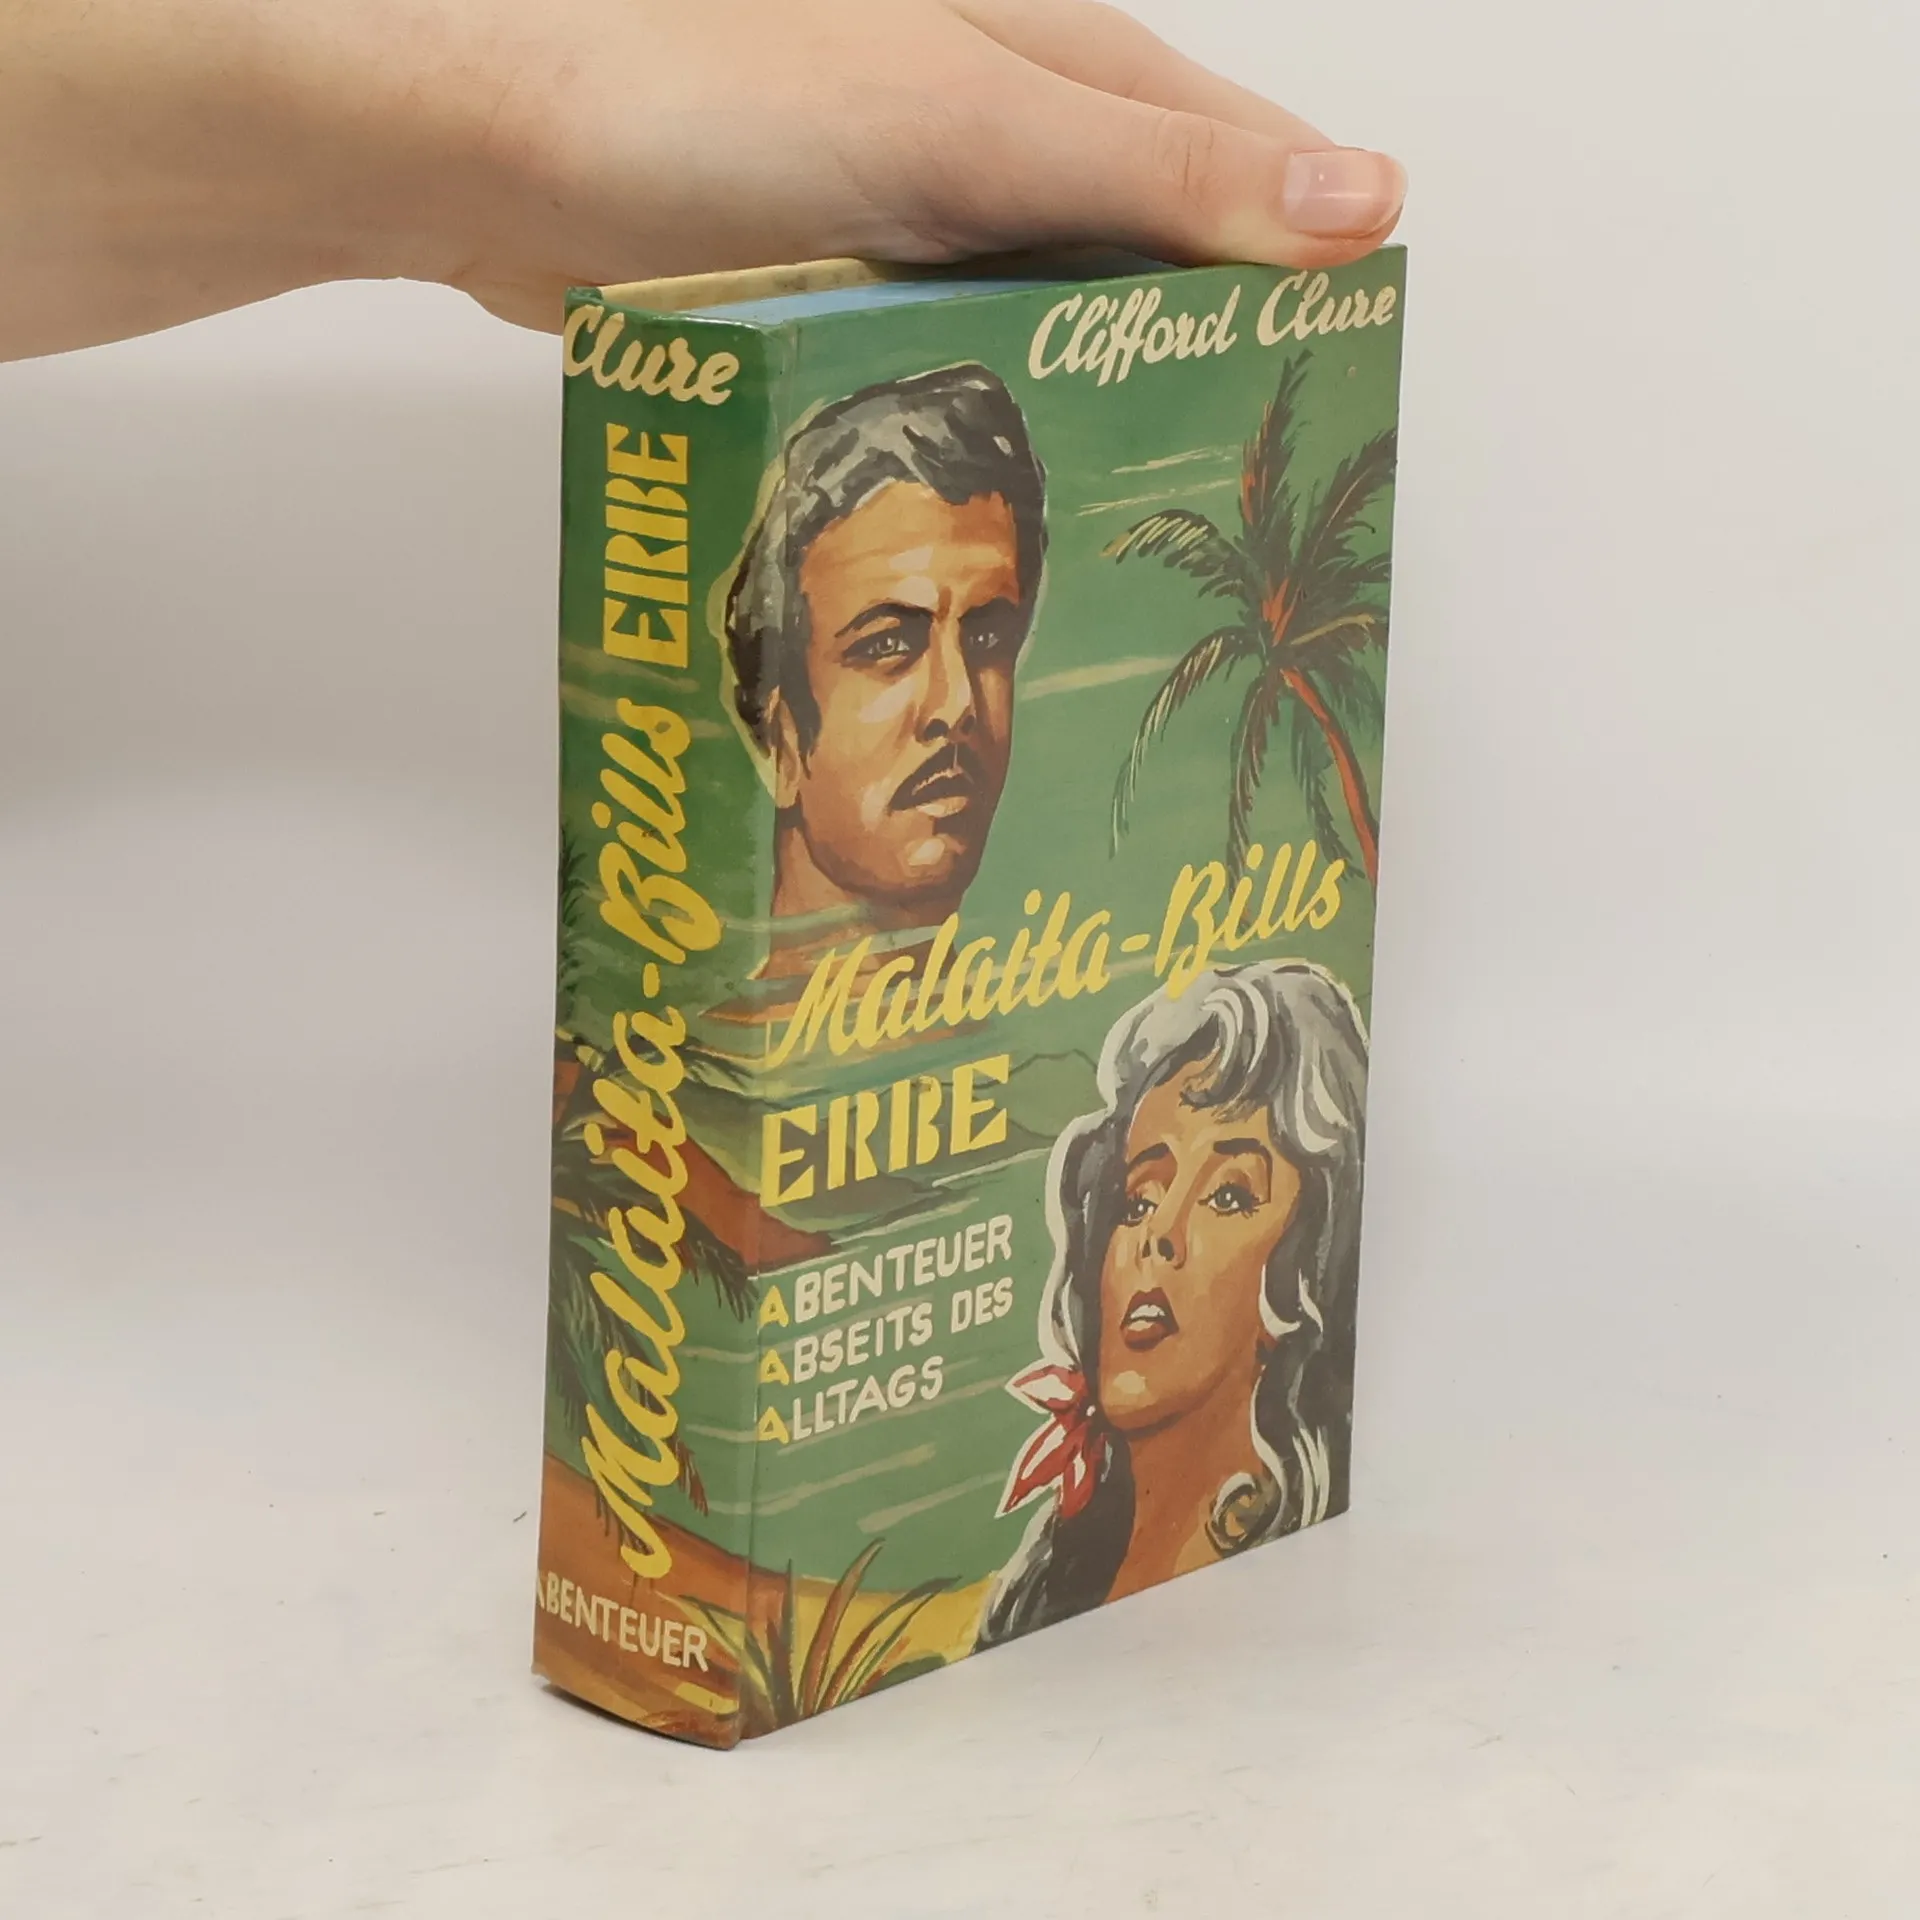 Clure
Malaita-Bills ERBE
ABENTEUER
Clifford Clure
Malaita-Bills
ERBE
ABENTEUER
ABSEITS DES
ALLTAGS